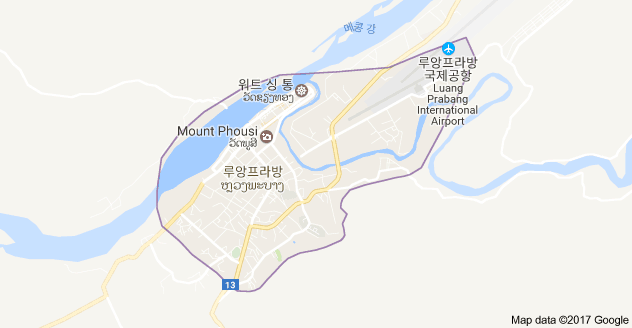 메콩 강
루앙프라방
국제공항
Luang
Prabang
International
Airport
워트 싱 통
ວັດຊຽງທອງ
Mount Phousi
ວັດພູສີ
루앙프라방
ຫຼວງພະບາງ
13
Map data ©2017 Google